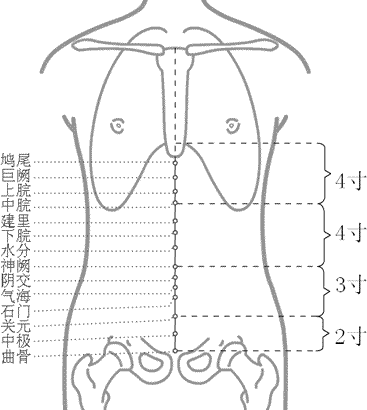 鸠尾
巨阙
上脘
中脘
建里
下脘
水分
神阙
阴交
气海
石门
关元
中极
曲骨
4寸
4寸
3寸
2寸